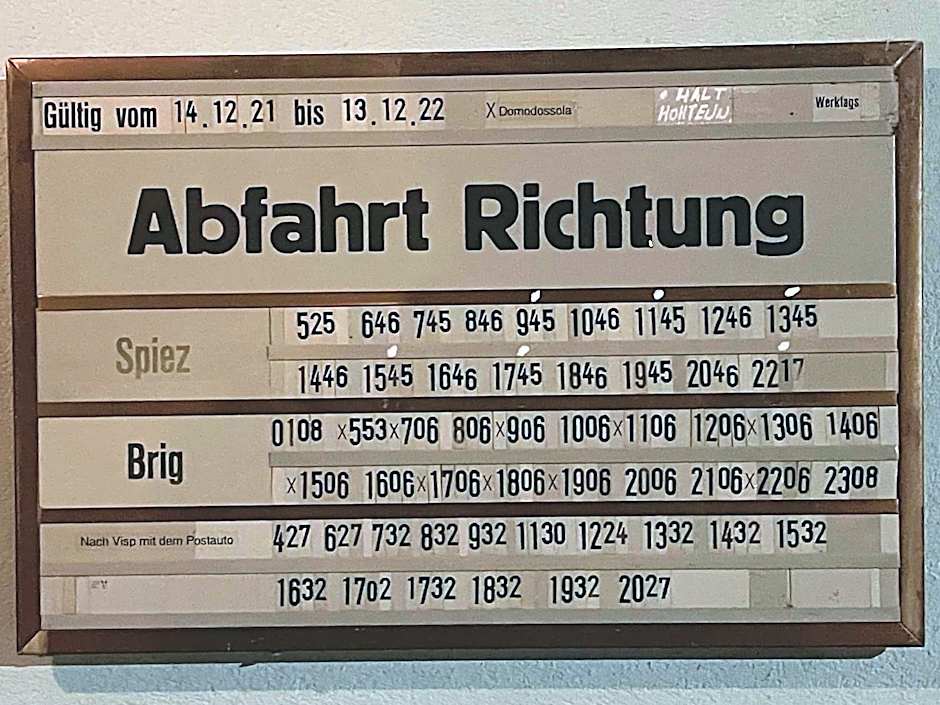 Gültig vom 14.12.21 bis 13.12.22 X Domodossola • HALT HOHTENN Werktags
Abfahrt Richtung
Spiez
525 646 745 846 945 1046 1145 1246 1345
1446 1545 1646 1745 1846 1945 2046 2217
Brig
0108 x553 x706 806 x906 1006 x1106 1206 x1306 1406
x1506 1606 x1706 x1806 x1906 2006 2106 x2206 2308
Nach Visp mit dem Postauto 427 627 732 832 932 1130 1224 1332 1432 1532
1632 1702 1732 1832 1932 2027